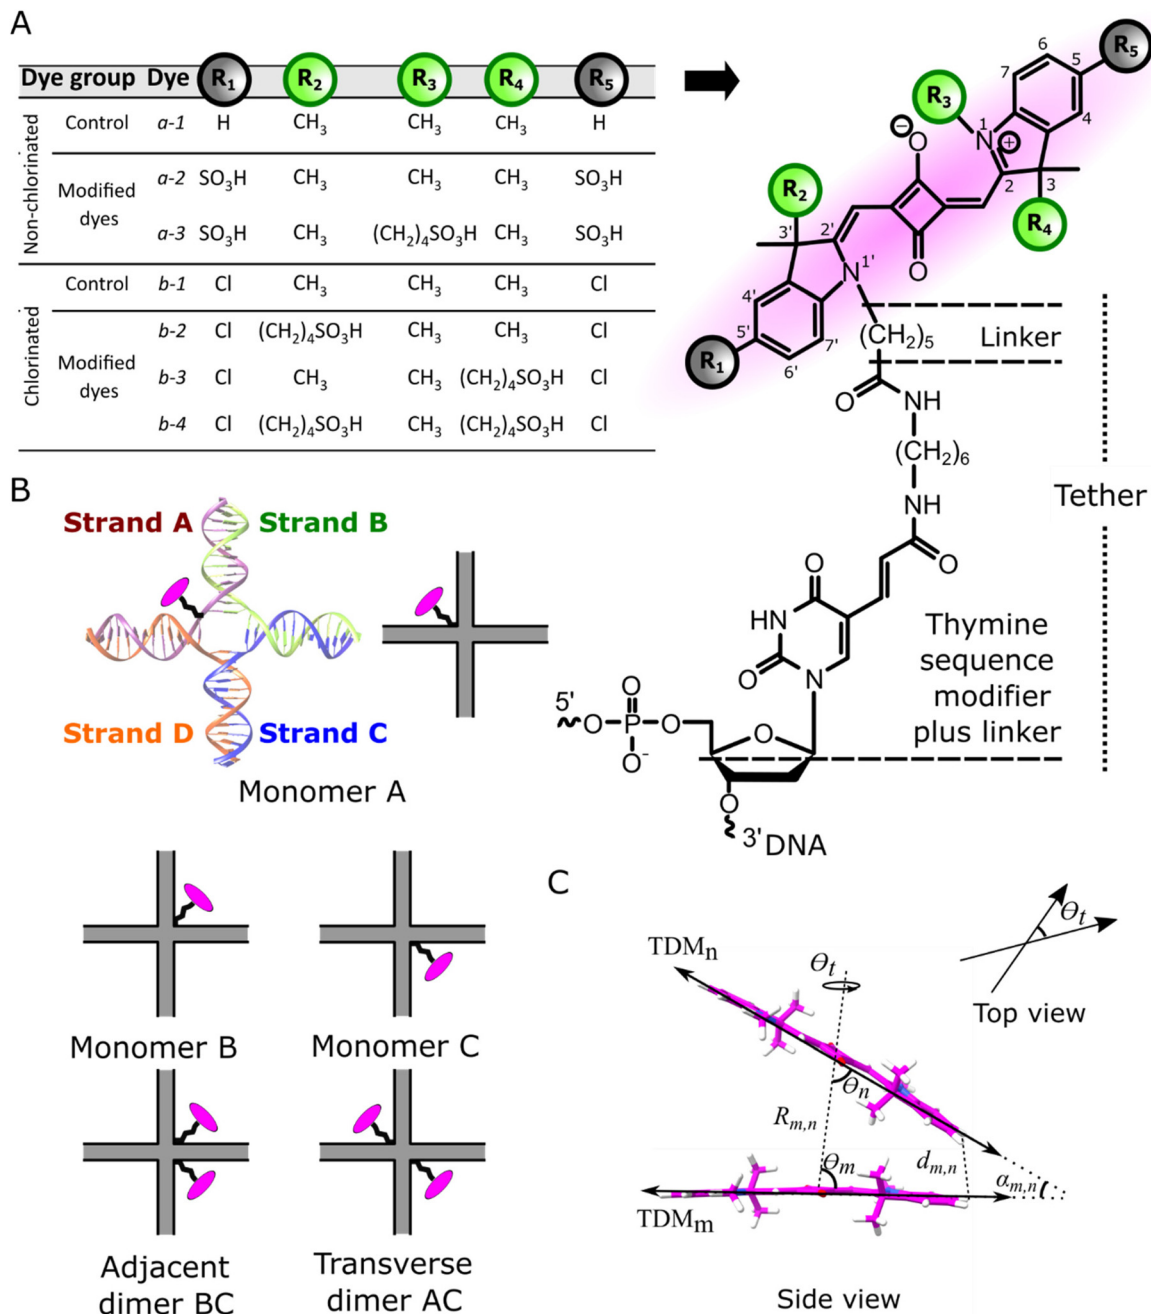 A
Dye group Dye R1 R2 R3 R4 R5
Non-chlorinated
Control a-1 H CH3 CH3 CH3 H
Modified dyes
a-2 SO3H CH3 CH3 CH3 SO3H
a-3 SO3H CH3 (CH2)4SO3H CH3 SO3H
Chlorinated
Control b-1 Cl CH3 CH3 CH3 Cl
Modified dyes
b-2 Cl (CH2)4SO3H CH3 CH3 Cl
b-3 Cl CH3 CH3 (CH2)4SO3H Cl
b-4 Cl (CH2)4SO3H CH3 (CH2)4SO3H Cl
R5
6
5
7
4
R3
1
N
⊕
⊖
O
2
3
R2
R4
3'
2'
O
N
1'
4'
5'
7'
6'
R1
(CH2)5
Linker
O
NH
(CH2)6
NH
Tether
O
O
HN
O
N
Thymine
sequence
modifier
plus linker
5'
O
O
P
O
O-
O
O
3' DNA
B
Strand A
Strand B
Strand D
Strand C
Monomer A
Monomer B
Monomer C
Adjacent
dimer BC
Transverse
dimer AC
C
TDMn
Θt
Θt
Top view
Θn
Rm,n
Θm
dm,n
αm,n
TDMm
Side view